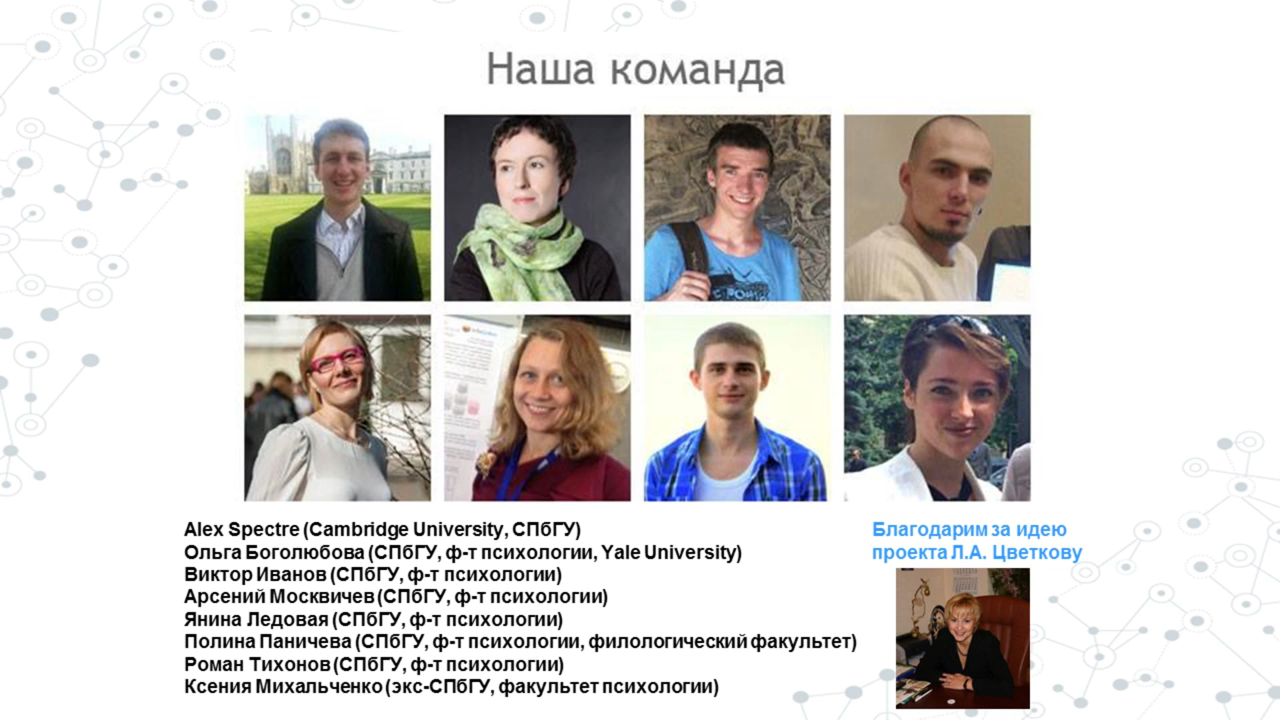 Наша команда
Alex Spectre (Cambridge University, СПбГУ)
Ольга Боголюбова (СПбГУ, ф-т психологии, Yale University)
Виктор Иванов (СПбГУ, ф-т психологии)
Арсений Москвичев (СПбГУ, ф-т психологии)
Янина Ледовая (СПбГУ, ф-т психологии)
Полина Паничева (СПбГУ, ф-т психологии, филологический факультет)
Роман Тихонов (СПбГУ, ф-т психологии)
Ксения Михальченко (экс-СПбГУ, факультет психологии)
Благодарим за идею
проекта Л.А. Цветкову